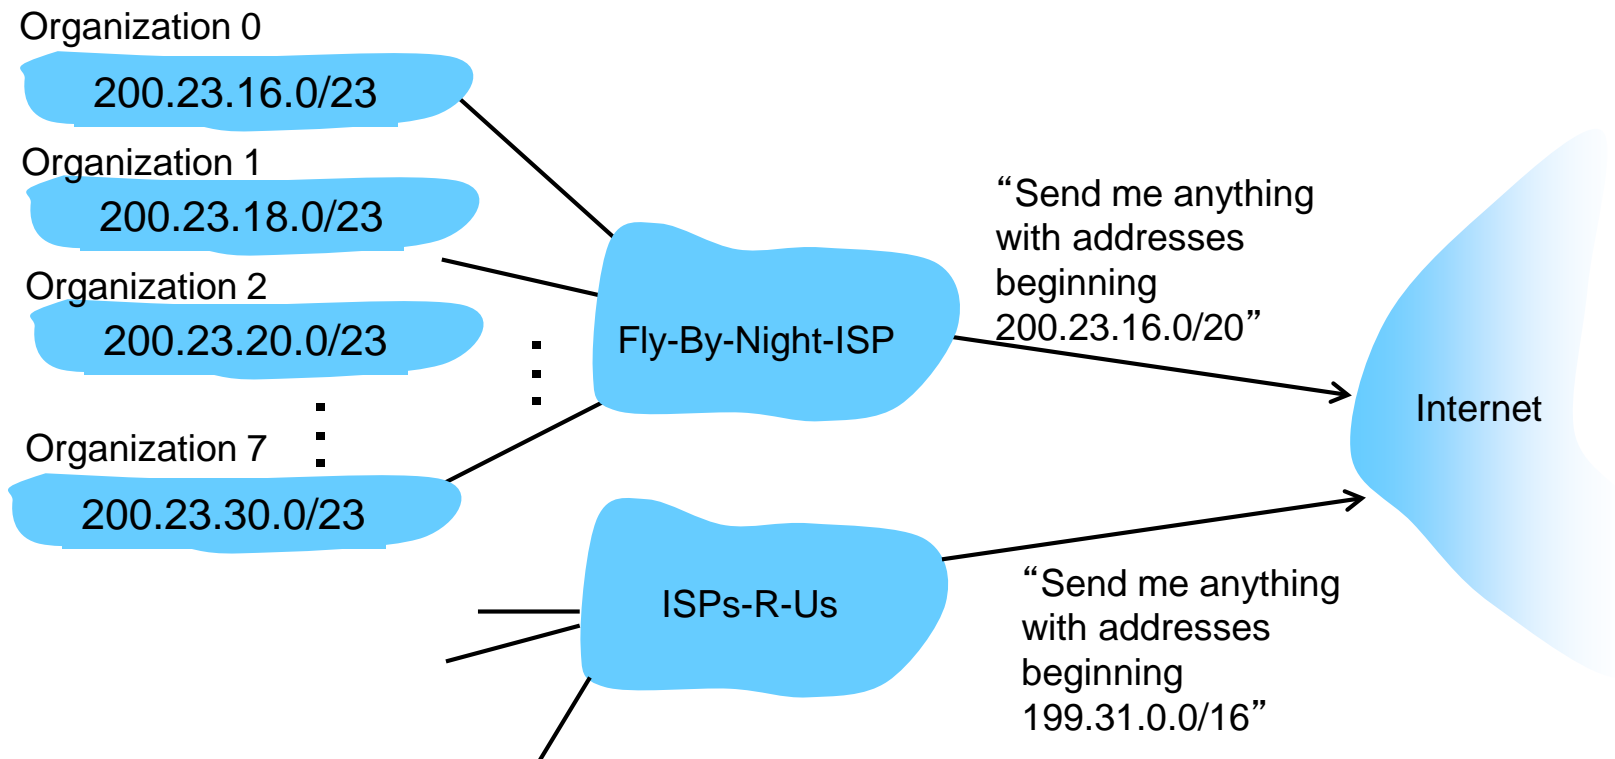 Organization 0
200.23.16.0/23
Organization 1
200.23.18.0/23
Organization 2
200.23.20.0/23
Organization 7
200.23.30.0/23
Fly-By-Night-ISP
“Send me anything
with addresses
beginning
200.23.16.0/20”
Internet
ISPs-R-Us
“Send me anything
with addresses
beginning
199.31.0.0/16”